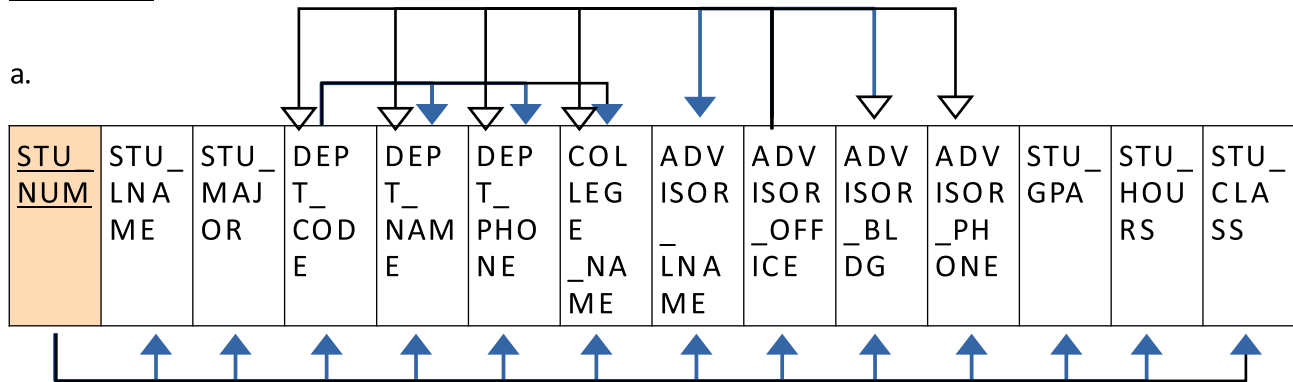 a.
STU_
NUM
STU_
LNA
ME
STU_
MAJ
OR
DEP
T_
COD
E
DEP
T_
NAM
E
DEP
T_
PHO
NE
COL
LEG
E
_NA
ME
ADV
ISOR
_
LNA
ME
ADV
ISOR
_OFF
ICE
ADV
ISOR
_BL
DG
ADV
ISOR
_PH
ONE
STU_
GPA
STU_
HOU
RS
STU_
CLA
SS